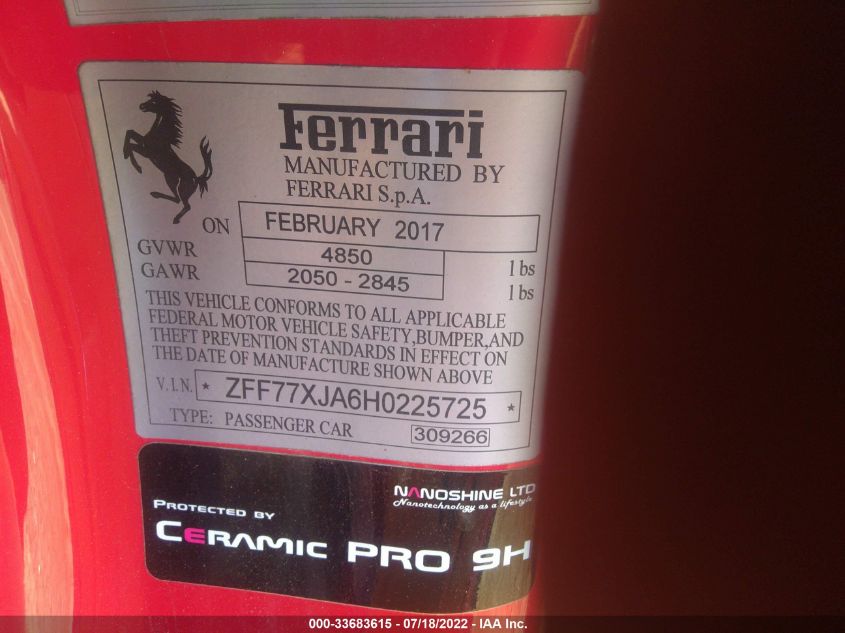 Ferrari
MANUFACTURED BY
FERRARI S.p.A.
ON FEBRUARY 2017
GVWR 4850 lbs
GAWR 2050 - 2845 lbs
THIS VEHICLE CONFORMS TO ALL APPLICABLE
FEDERAL MOTOR VEHICLE SAFETY,BUMPER,AND
THEFT PREVENTION STANDARDS IN EFFECT ON
THE DATE OF MANUFACTURE SHOWN ABOVE
V.I.N. * ZFF77XJA6H0225725 *
TYPE: PASSENGER CAR 309266
NANOSHINE LTD
Nanotechnology as a lifestyle
PROTECTED BY
CERAMIC PRO 9H
000-33683615 - 07/18/2022 - IAA Inc.